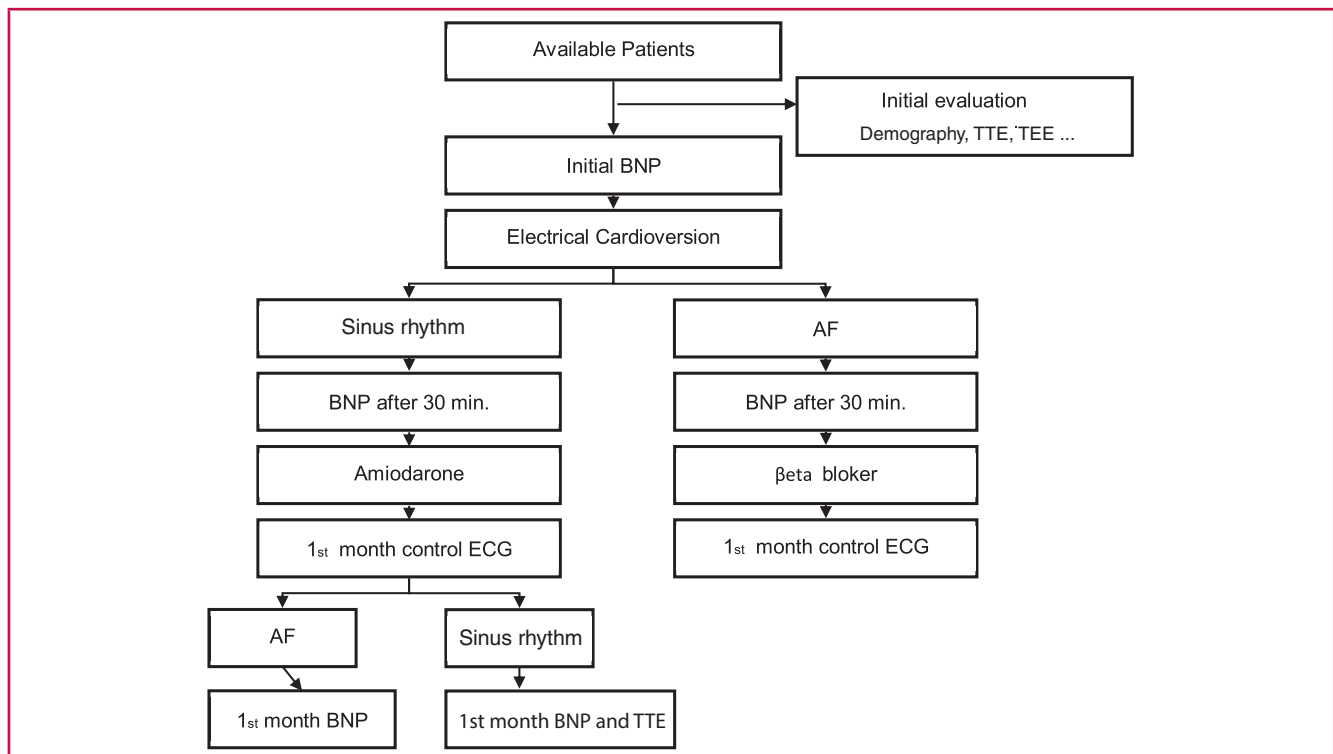 Available Patients
Initial evaluation
Demography, TTE, TEE ...
Initial BNP
Electrical Cardioversion
Sinus rhythm
AF
BNP after 30 min.
BNP after 30 min.
Amiodarone
βeta bloker
1st month control ECG
1st month control ECG
AF
Sinus rhythm
1st month BNP
1st month BNP and TTE